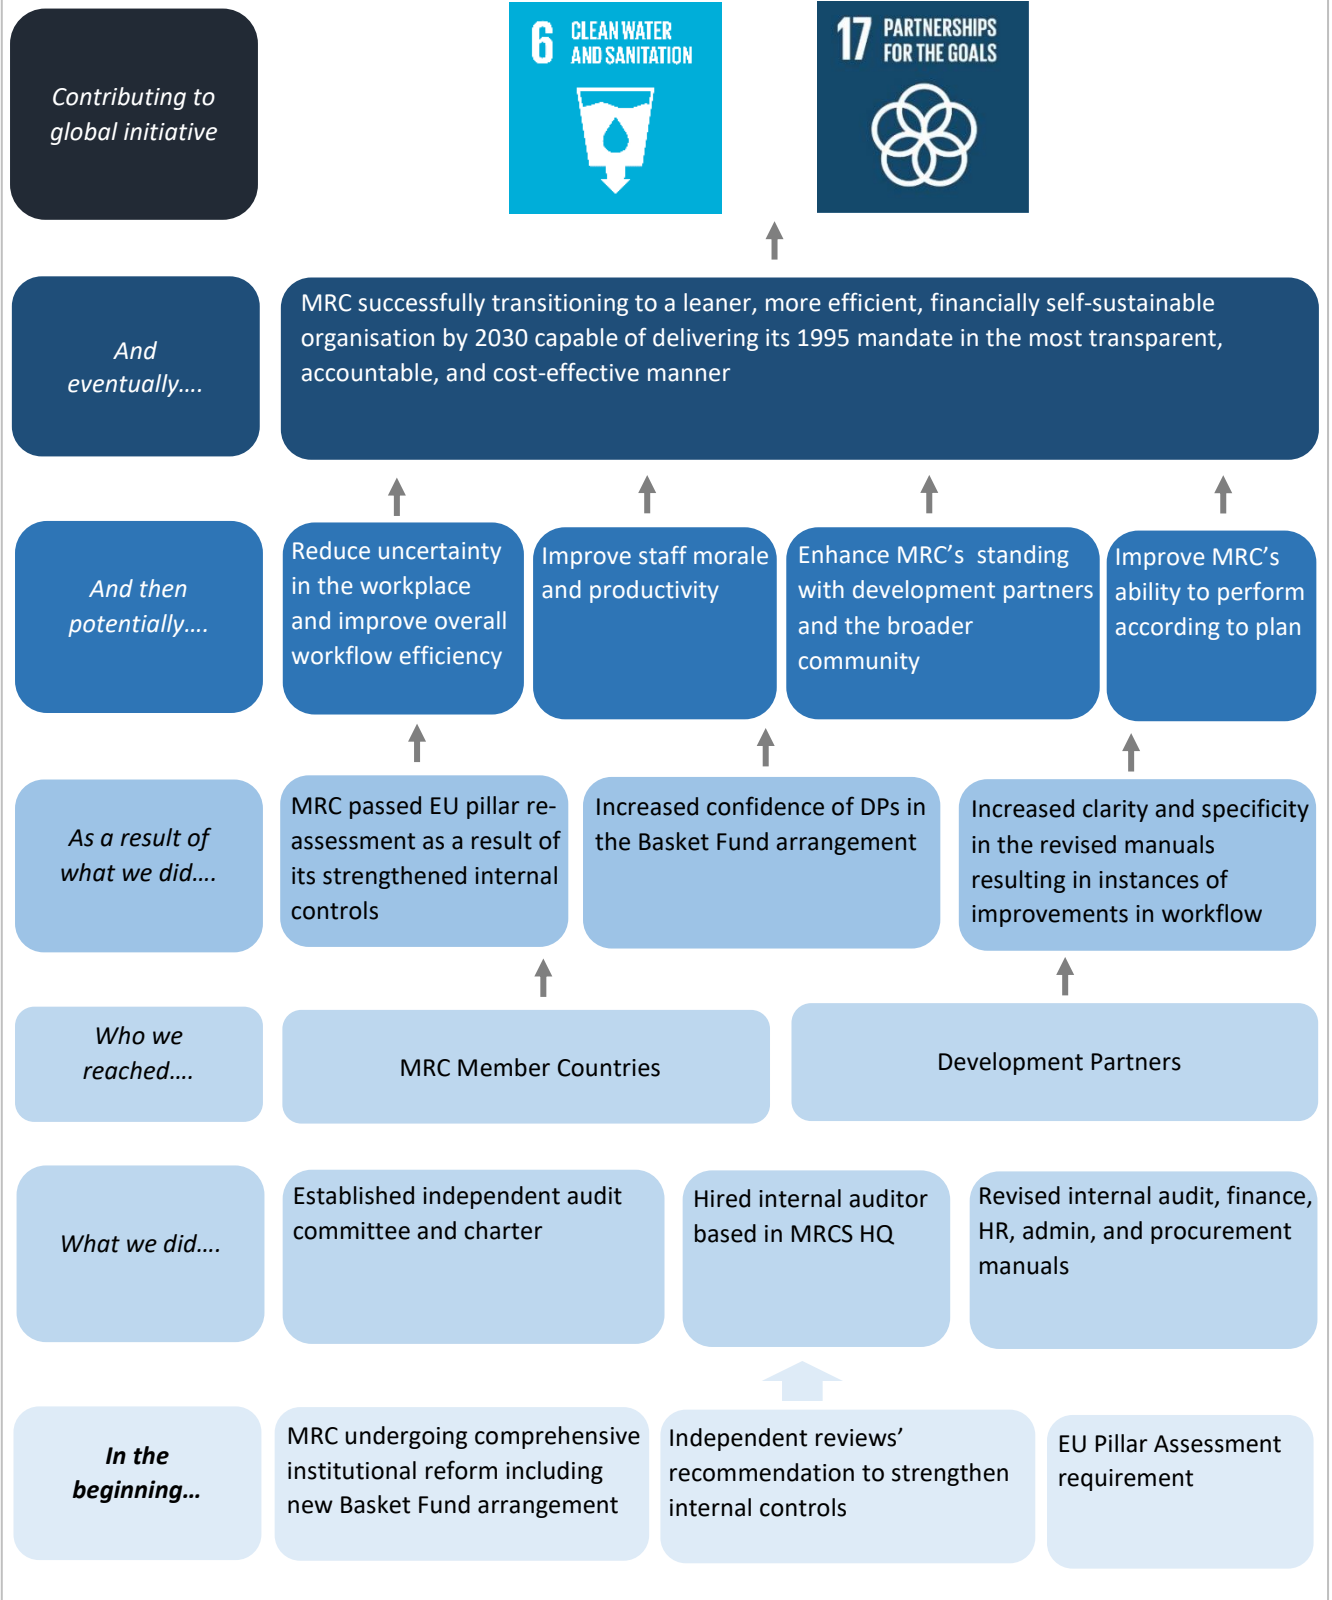 Contributing to
global initiative
6 CLEAN WATER
AND SANITATION
17 PARTNERSHIPS
FOR THE GOALS
And
eventually....
MRC successfully transitioning to a leaner, more efficient, financially self-sustainable
organisation by 2030 capable of delivering its 1995 mandate in the most transparent,
accountable, and cost-effective manner
And then
potentially....
Reduce uncertainty
in the workplace
and improve overall
workflow efficiency
Improve staff morale
and productivity
Enhance MRC’s  standing
with development partners
and the broader
community
Improve MRC’s
ability to perform
according to plan
As a result of
what we did....
MRC passed EU pillar re-
assessment as a result of
its strengthened internal
controls
Increased confidence of DPs in
the Basket Fund arrangement
Increased clarity and specificity
in the revised manuals
resulting in instances of
improvements in workflow
Who we
reached....
MRC Member Countries
Development Partners
What we did....
Established independent audit
committee and charter
Hired internal auditor
based in MRCS HQ
Revised internal audit, finance,
HR, admin, and procurement
manuals
In the
beginning...
MRC undergoing comprehensive
institutional reform including
new Basket Fund arrangement
Independent reviews’
recommendation to strengthen
internal controls
EU Pillar Assessment
requirement